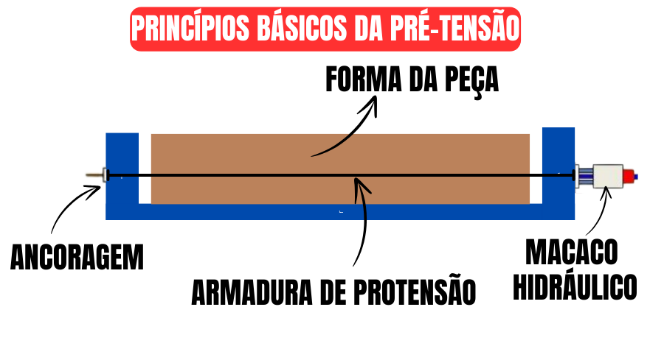 PRINCÍPIOS BÁSICOS DA PRÉ-TENSÃO
FORMA DA PEÇA
ANCORAGEM
ARMADURA DE PROTENSÃO
MACACO
HIDRÁULICO